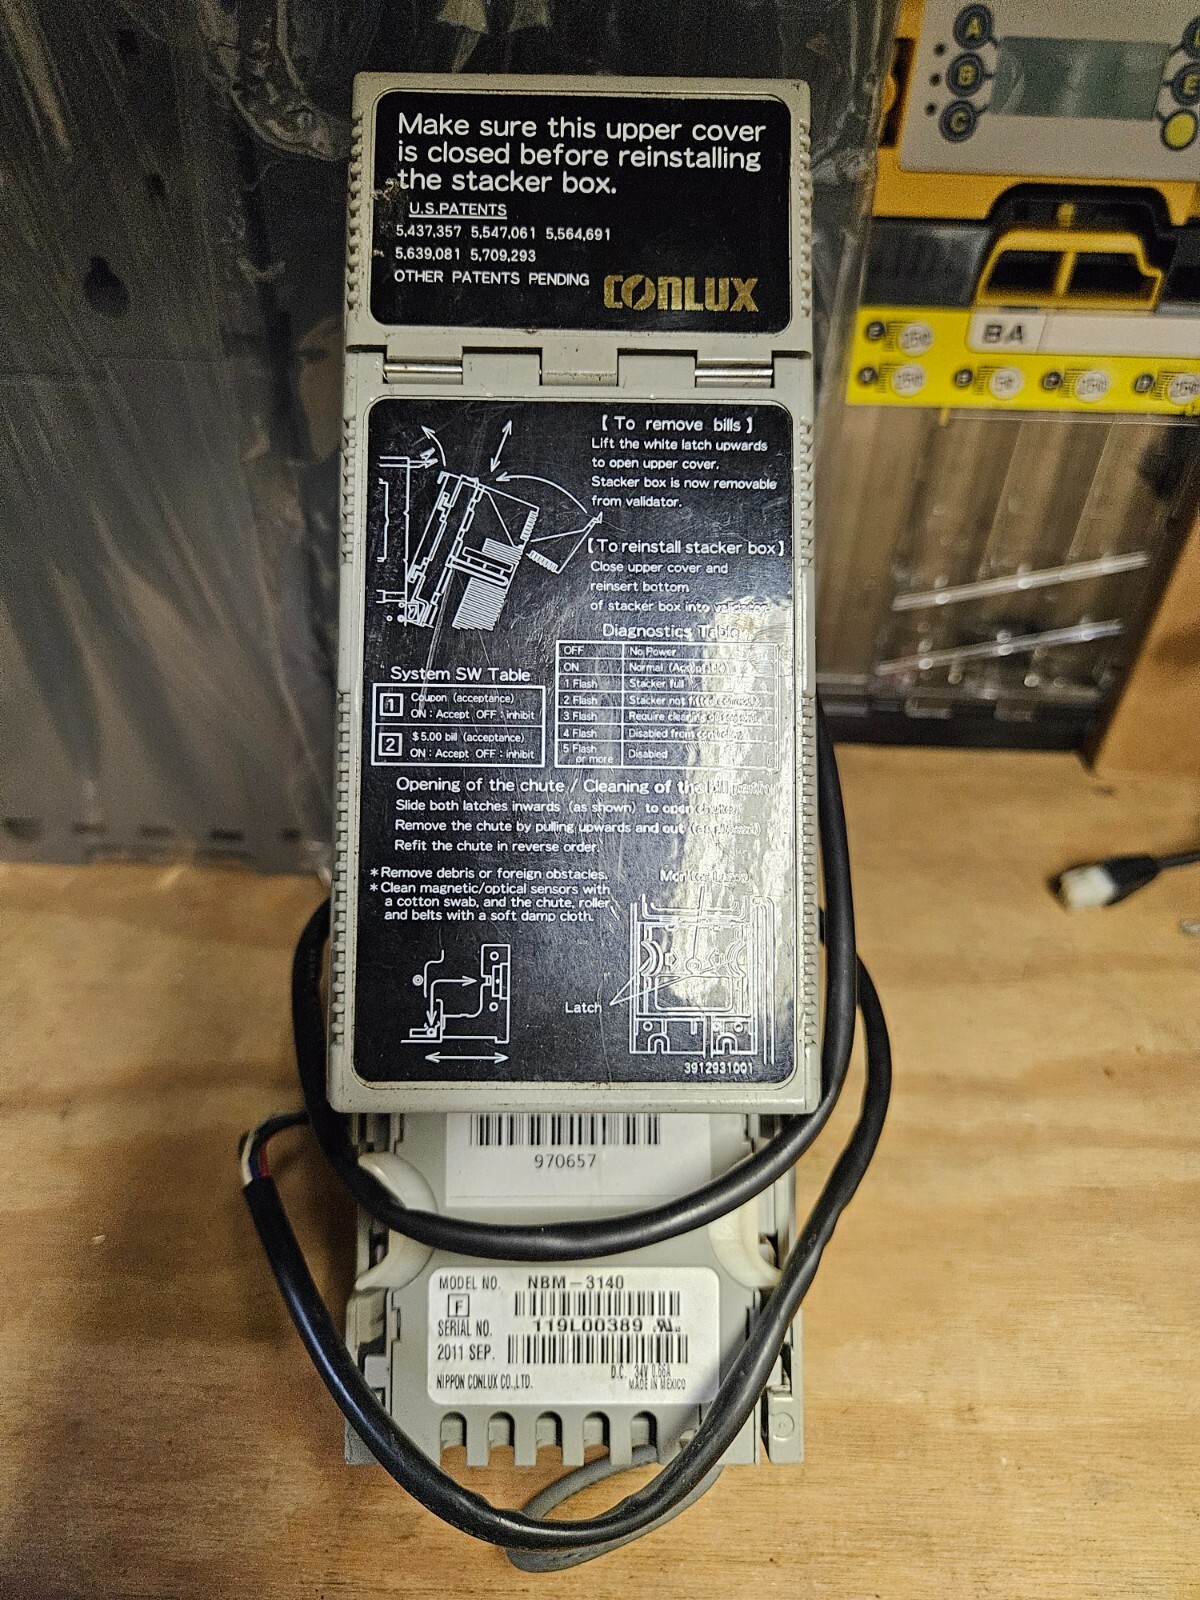 Make sure this upper cover
is closed before reinstalling
the stacker box.
U.S.PATENTS
5,437,357 5,547,061 5,564,691
5,639,081 5,709,293
OTHER PATENTS PENDING
CONLUX
A
B
C
E
BA
【To remove bills】
Lift the white latch upwards
to open upper cover.
Stacker box is now removable
from validator.
【To reinstall stacker box】
Close upper cover and
reinsert bottom
of stacker box into validator.
Diagnostics Table
OFF No Power
ON Normal
1 Flash Stacker full
2 Flash Stacker not
3 Flash Require cleaning
4 Flash Disabled from
5 Flash or more Disabled
System SW Table
1 Coupon (acceptance)
ON : Accept OFF : inhibit
2 $5.00 bill (acceptance)
ON : Accept OFF : inhibit
Opening of the chute / Cleaning of the bill
Slide both latches inwards (as shown) to open
Remove the chute by pulling upwards and out
Refit the chute in reverse order.
*Remove debris or foreign obstacles.
*Clean magnetic/optical sensors with
a cotton swab, and the chute, roller
and belts with a soft damp cloth.
Latch
3912931001
970657
MODEL NO. NBM-3140
F
SERIAL NO. 119L00389
2011 SEP.
D.C. 34V 0.66A
NIPPON CONLUX CO.,LTD. MADE IN MEXICO